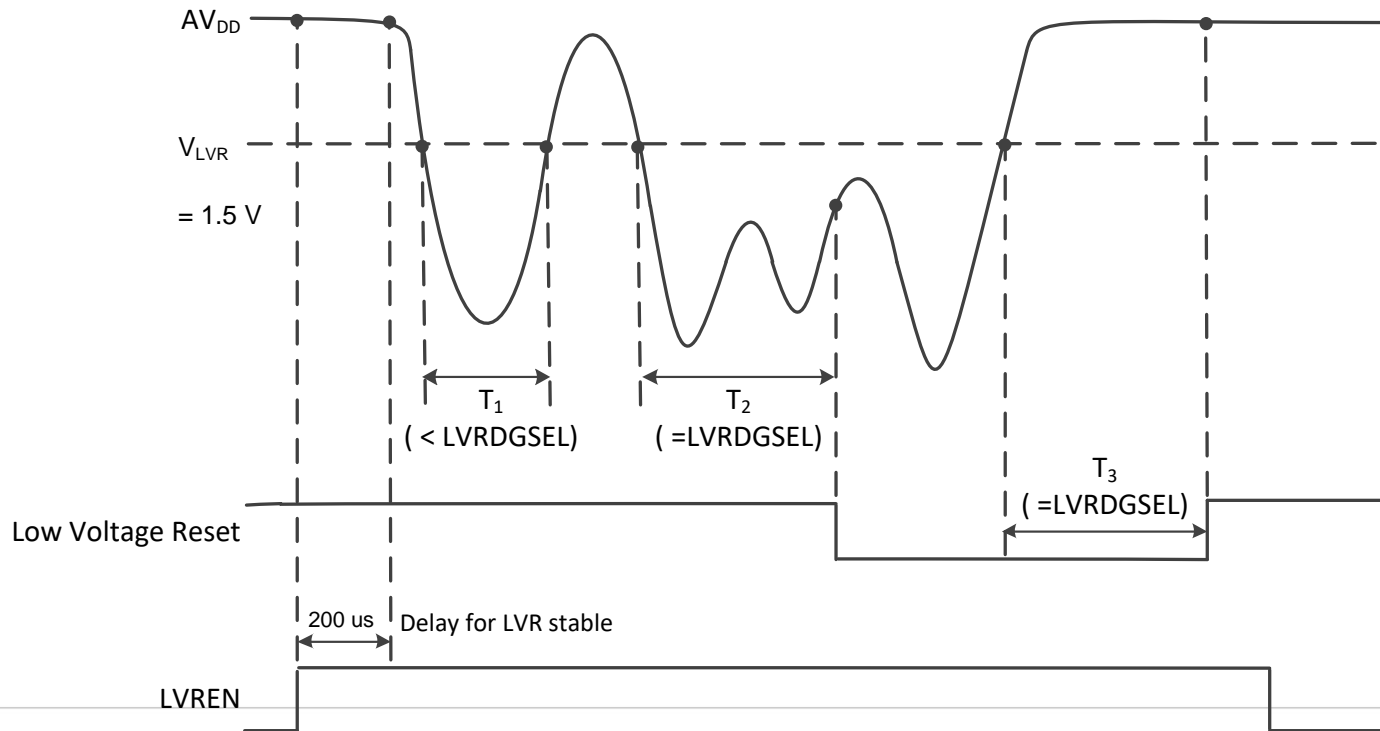 AVDD
VLVR
= 1.5 V
T1
( < LVRDGSEL)
T2
( =LVRDGSEL)
T3
( =LVRDGSEL)
Low Voltage Reset
200 us
Delay for LVR stable
LVREN